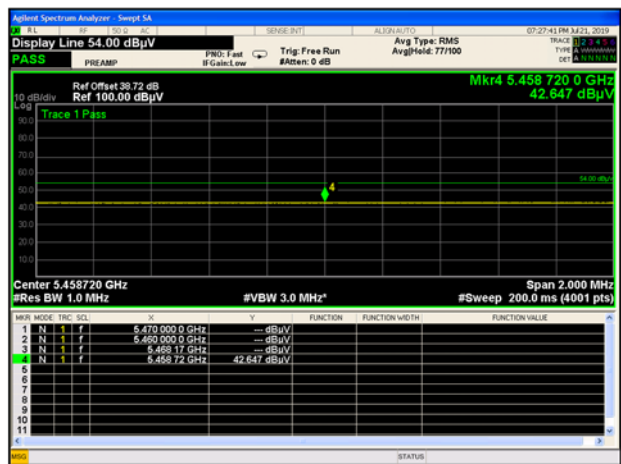 Agilent Spectrum Analyzer - Swept SA
RL RF 50 Ω AC SENSE:INT ALIGN AUTO 07:27:41 PM Jul 21, 2019
Display Line 54.00 dBµV Avg Type: RMS TRACE 1 2 3 4 5 6
PNO: Fast Trig: Free Run Avg|Hold: 77/100 TYPE
PASS PREAMP IFGain:Low #Atten: 0 dB DET A N N N N N
Mkr4 5.458 720 0 GHz
Ref Offset 38.72 dB
10 dB/div Ref 100.00 dBµV 42.647 dBµV
Log
Trace 1 Pass
90.0
80.0
70.0
60.0
54.00 dBµV
50.0
4
40.0
30.0
20.0
10.0
Center 5.458720 GHz Span 2.000 MHz
#Res BW 1.0 MHz #VBW 3.0 MHz* #Sweep 200.0 ms (4001 pts)
MKR MODE TRC SCL X Y FUNCTION FUNCTION WIDTH FUNCTION VALUE
1 N 1 f 5.470 000 0 GHz --- dBµV
2 N 1 f 5.460 000 0 GHz --- dBµV
3 N 1 f 5.468 17 GHz --- dBµV
4 N 1 f 5.458 72 GHz 42.647 dBµV
5
6
7
8
9
10
11
MSG STATUS